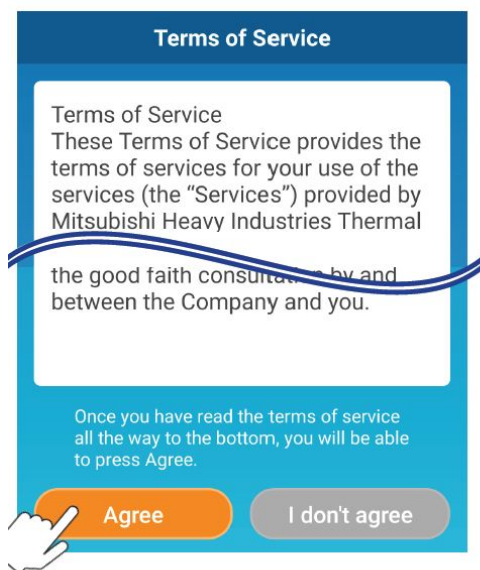 Terms of Service
Terms of Service
These Terms of Service provides the
terms of services for your use of the
services (the “Services”) provided by
Mitsubishi Heavy Industries Thermal
the good faith consultation by and
between the Company and you.
Once you have read the terms of service
all the way to the bottom, you will be able
to press Agree.
Agree
I don't agree